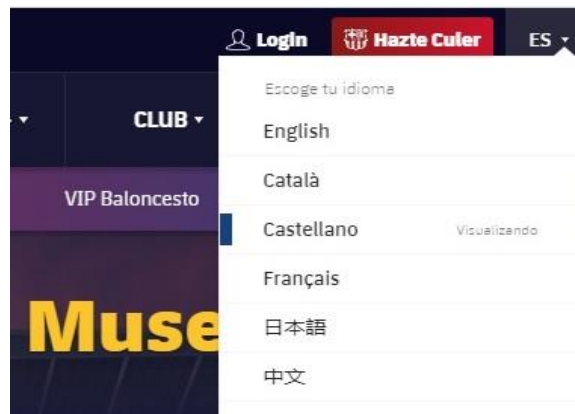 Login Hazte Culer ES
Escoge tu idioma
CLUB
English
Català
VIP Baloncesto
Castellano Visualizando
Français
Muse
日本語
中文